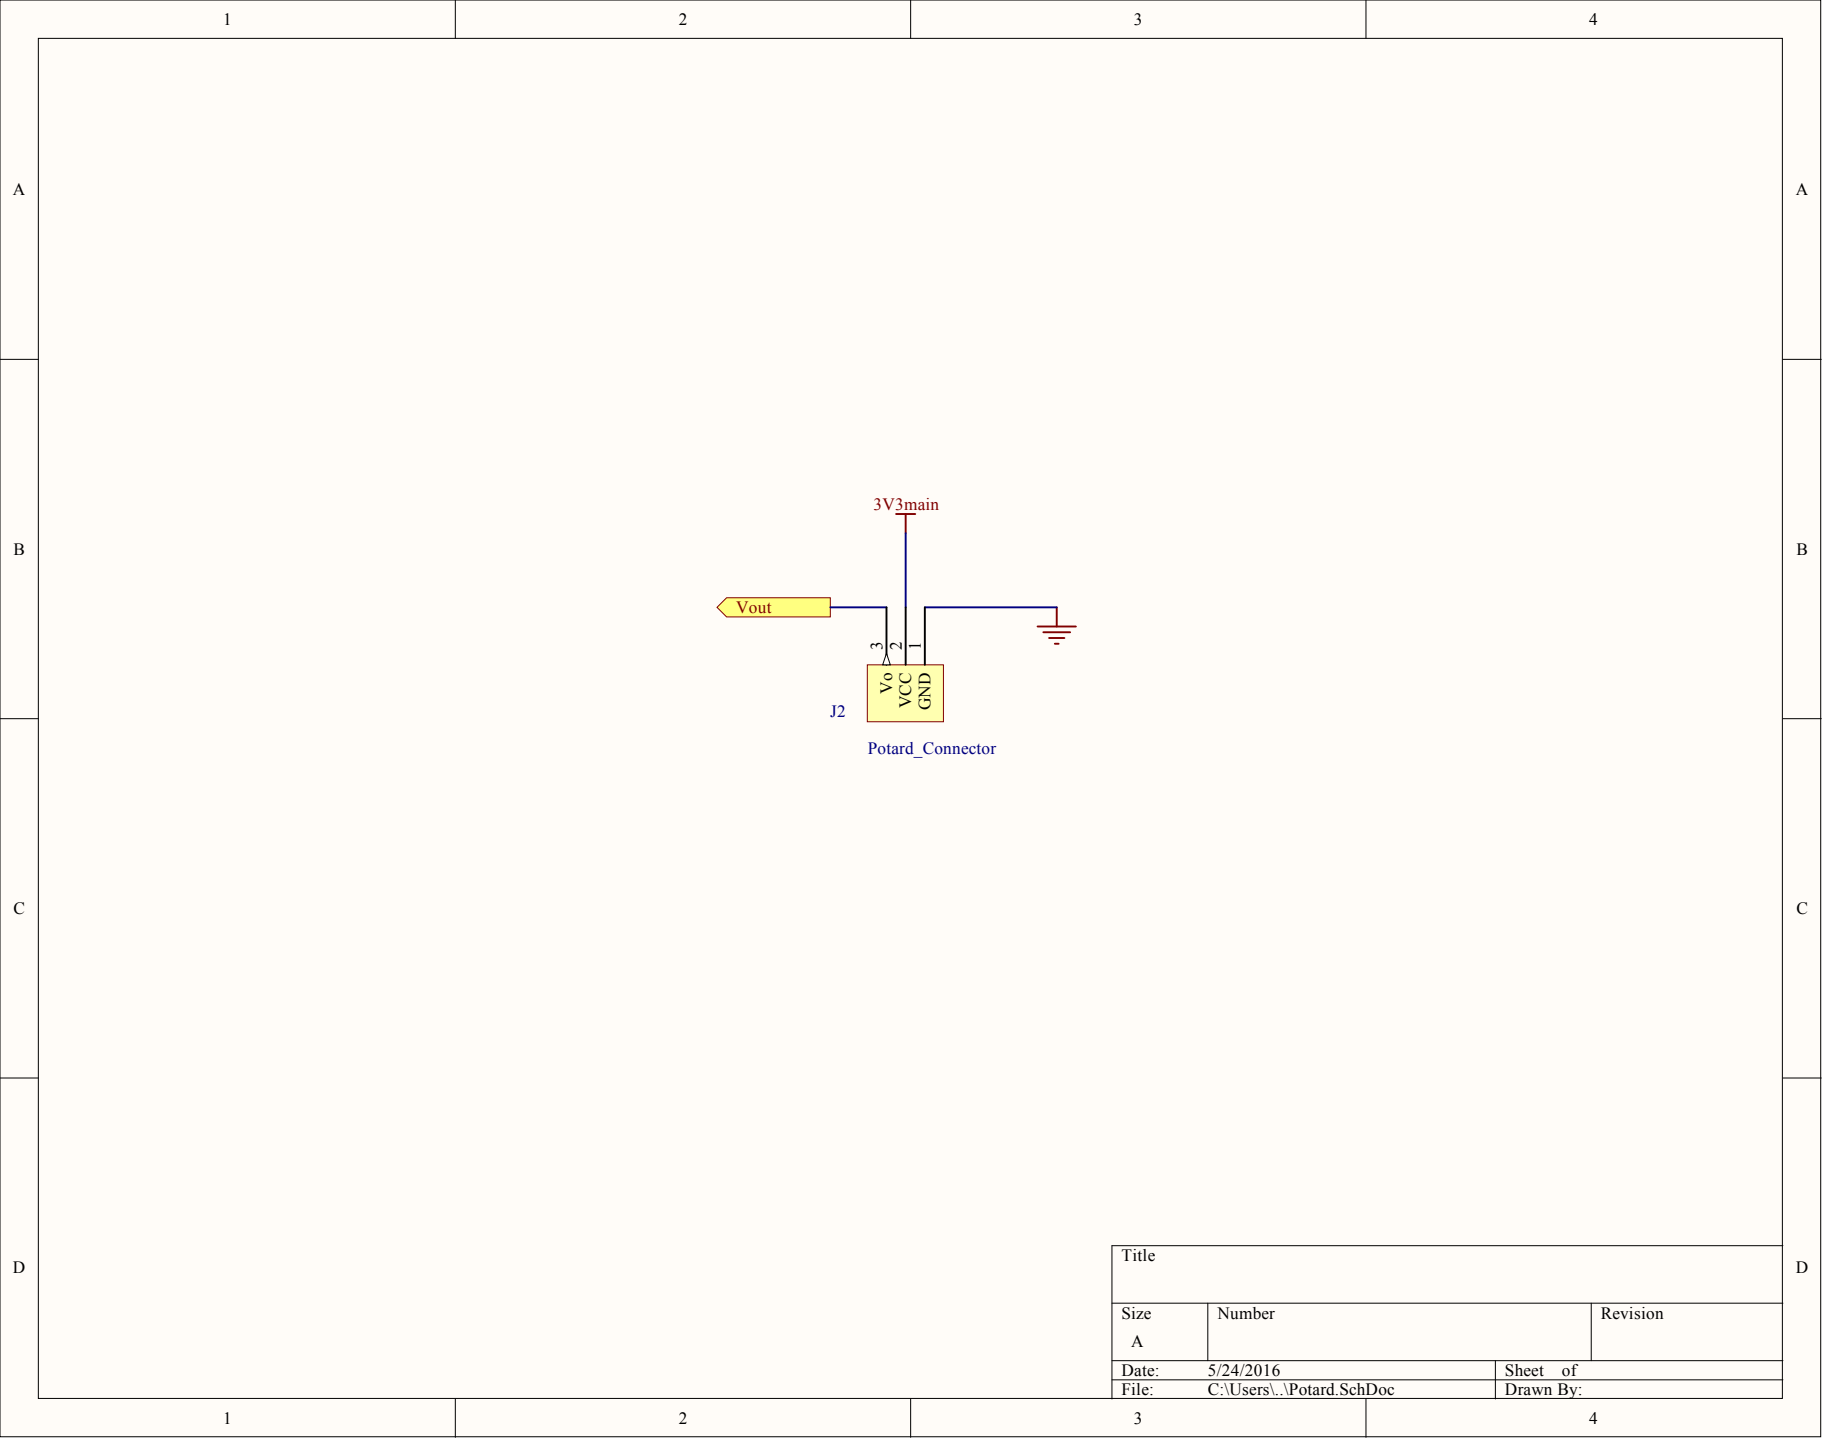 1 2 3 4
A A
3V3main
B B
Vout
3 2 1
Vo VCC GND
J2
Potard_Connector
C C
Title
D D
Size Number Revision
A
Date: 5/24/2016 Sheet of
File: C:\Users\..\Potard.SchDoc Drawn By:
1 2 3 4